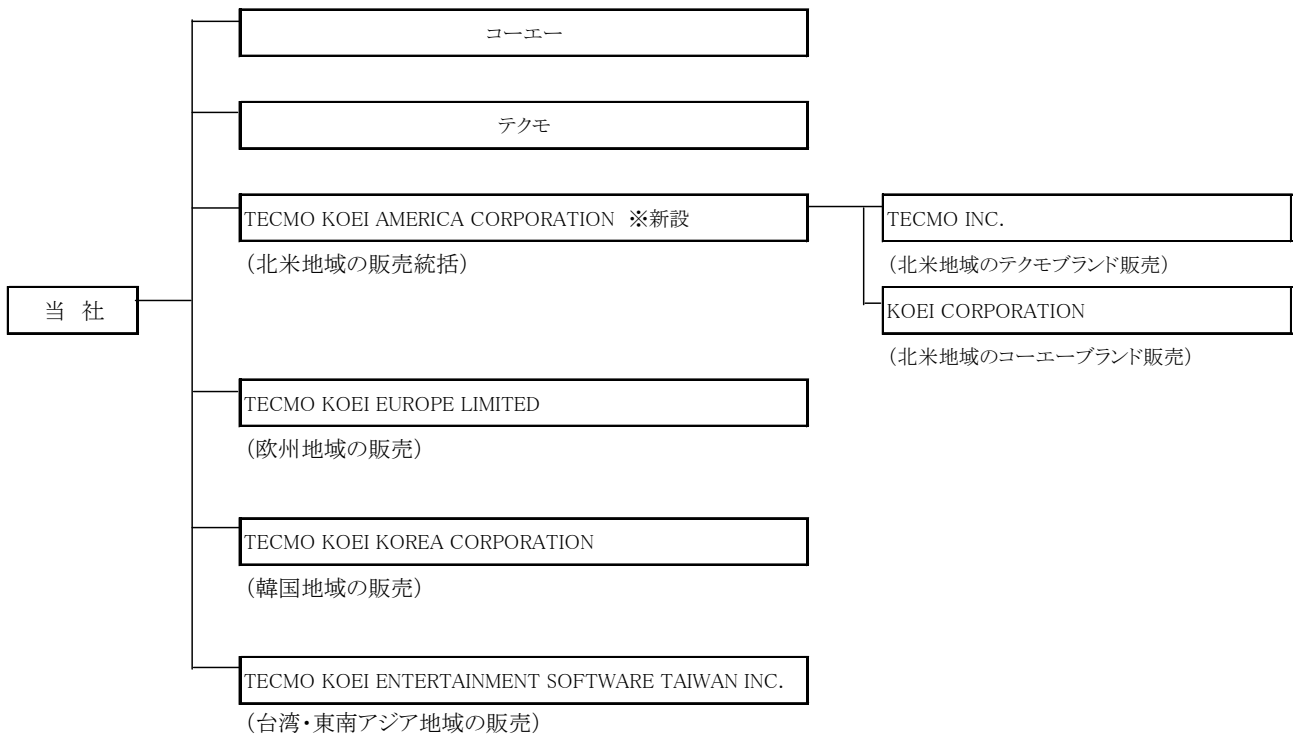 コーエー
テクモ
TECMO KOEI AMERICA CORPORATION ※新設
(北米地域の販売統括)
TECMO INC.
(北米地域のテクモブランド販売)
KOEI CORPORATION
(北米地域のコーエーブランド販売)
当 社
TECMO KOEI EUROPE LIMITED
(欧州地域の販売)
TECMO KOEI KOREA CORPORATION
(韓国地域の販売)
TECMO KOEI ENTERTAINMENT SOFTWARE TAIWAN INC.
(台湾・東南アジア地域の販売)